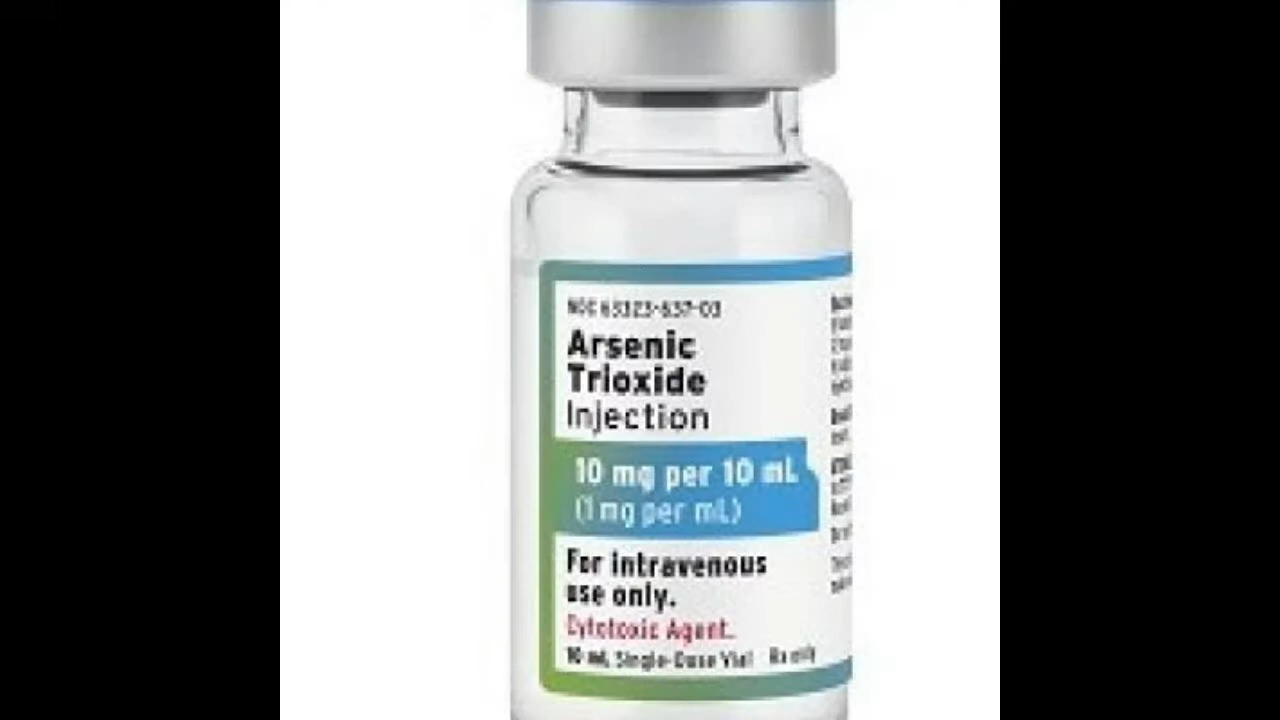 NDC 63323-637-03
Arsenic
Trioxide
Injection
10 mg per 10 mL
(1 mg per mL)
For intravenous
use only.
Cytotoxic Agent.
10 mL Single-Dose Vial Rx only